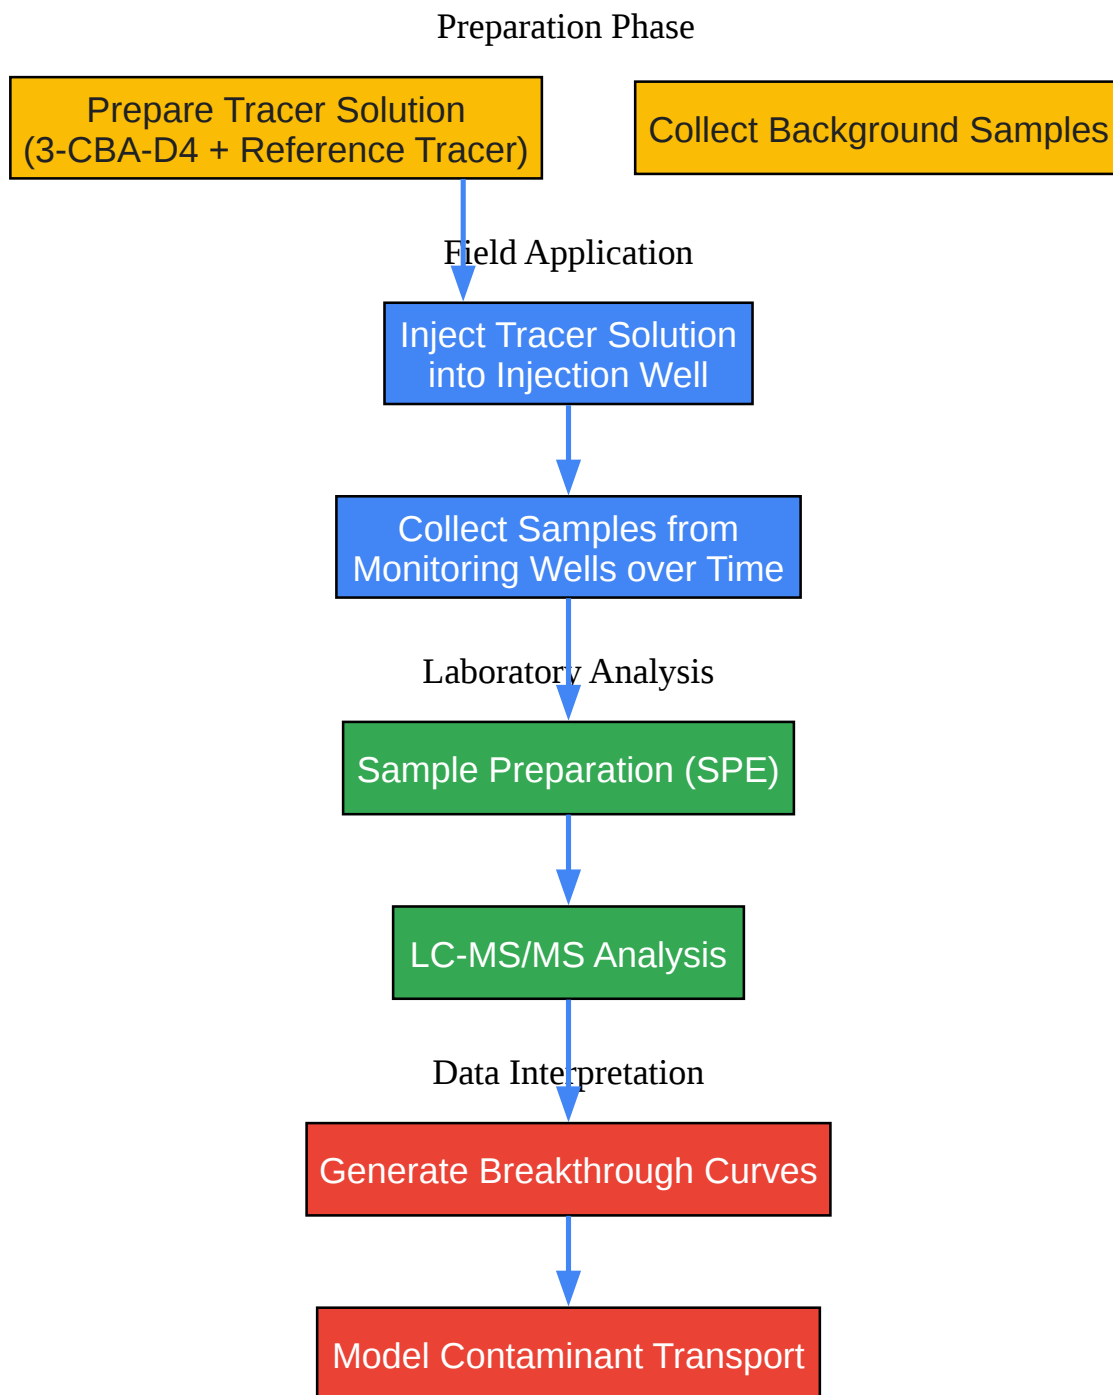 Preparation Phase
Prepare Tracer Solution
(3-CBA-D4 + Reference Tracer)
Collect Background Samples
Field Application
Inject Tracer Solution
into Injection Well
Collect Samples from
Monitoring Wells over Time
Laboratory Analysis
Sample Preparation (SPE)
LC-MS/MS Analysis
Data Interpretation
Generate Breakthrough Curves
Model Contaminant Transport